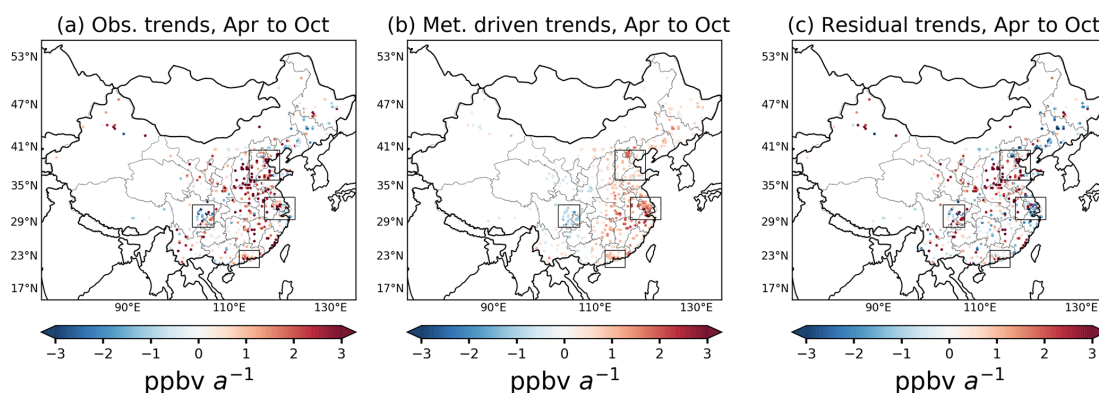 (a) Obs. trends, Apr to Oct
(b) Met. driven trends, Apr to Oct
(c) Residual trends, Apr to Oct
53°N
47°N
41°N
35°N
29°N
23°N
17°N
90°E 110°E 130°E
53°N
47°N
41°N
35°N
29°N
23°N
17°N
90°E 110°E 130°E
53°N
47°N
41°N
35°N
29°N
23°N
17°N
90°E 110°E 130°E
−3 −2 −1 0 1 2 3
ppbv a⁻¹
−3 −2 −1 0 1 2 3
ppbv a⁻¹
−3 −2 −1 0 1 2 3
ppbv a⁻¹